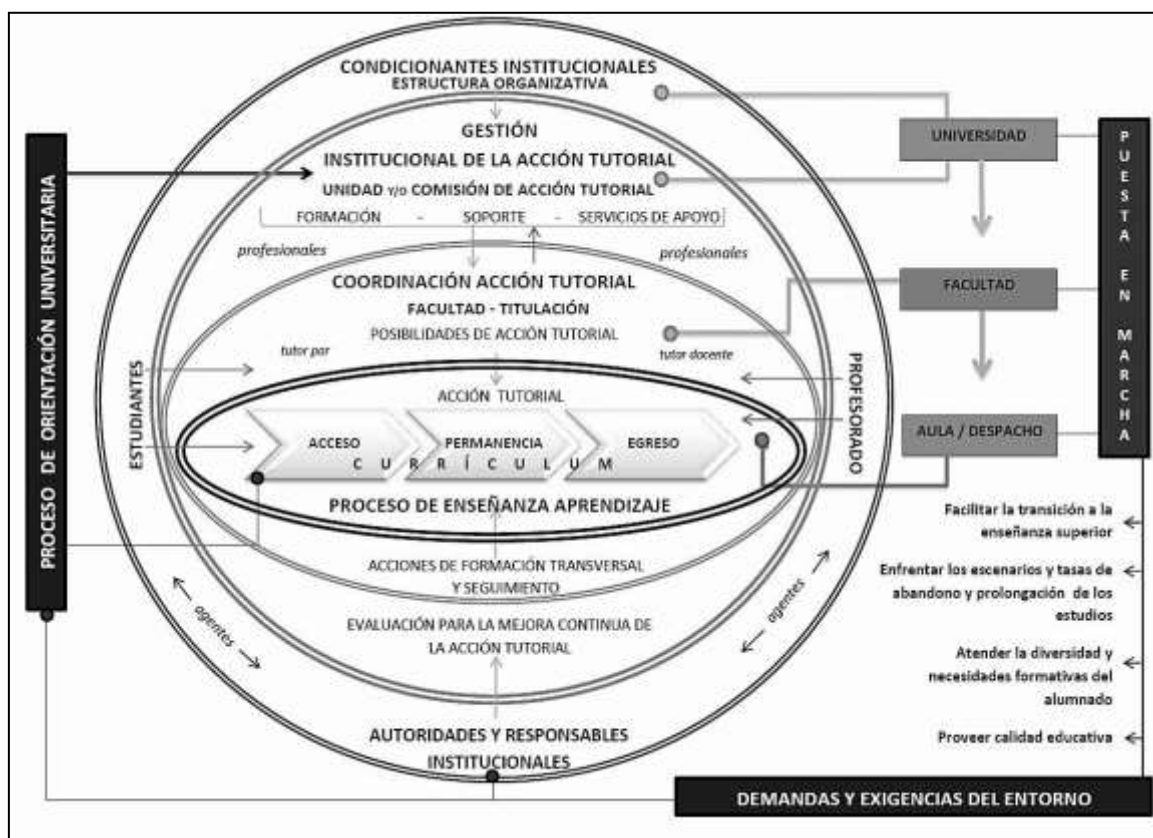 CONDICIONANTES INSTITUCIONALES
ESTRUCTURA ORGANIZATIVA
GESTIÓN
INSTITUCIONAL DE LA ACCIÓN TUTORIAL
UNIDAD Y/O COMISIÓN DE ACCIÓN TUTORIAL
FORMACIÓN - SOPORTE - SERVICIOS DE APOYO
profesionales
profesionales
COORDINACIÓN ACCIÓN TUTORIAL
FACULTAD - TITULACIÓN
POSIBILIDADES DE ACCIÓN TUTORIAL
tutor par
tutor docente
ACCIÓN TUTORIAL
ACCESO
PERMANENCIA
EGRESO
CURRÍCULUM
PROCESO DE ENSEÑANZA APRENDIZAJE
ACCIONES DE FORMACIÓN TRANSVERSAL
Y SEGUIMIENTO
EVALUACIÓN PARA LA MEJORA CONTINUA DE
LA ACCIÓN TUTORIAL
AUTORIDADES Y RESPONSABLES
INSTITUCIONALES
PROCESO DE ORIENTACIÓN UNIVERSITARIA
ESTUDIANTES
PROFESORADO
agentes
agentes
UNIVERSIDAD
FACULTAD
AULA / DESPACHO
PUESTA EN MARCHA
Facilitar la transición a la
enseñanza superior
Enfrentar los escenarios y tasas de
abandono y prolongación de los
estudios
Atender la diversidad y
necesidades formativas del
alumnado
Proveer calidad educativa
DEMANDAS Y EXIGENCIAS DEL ENTORNO